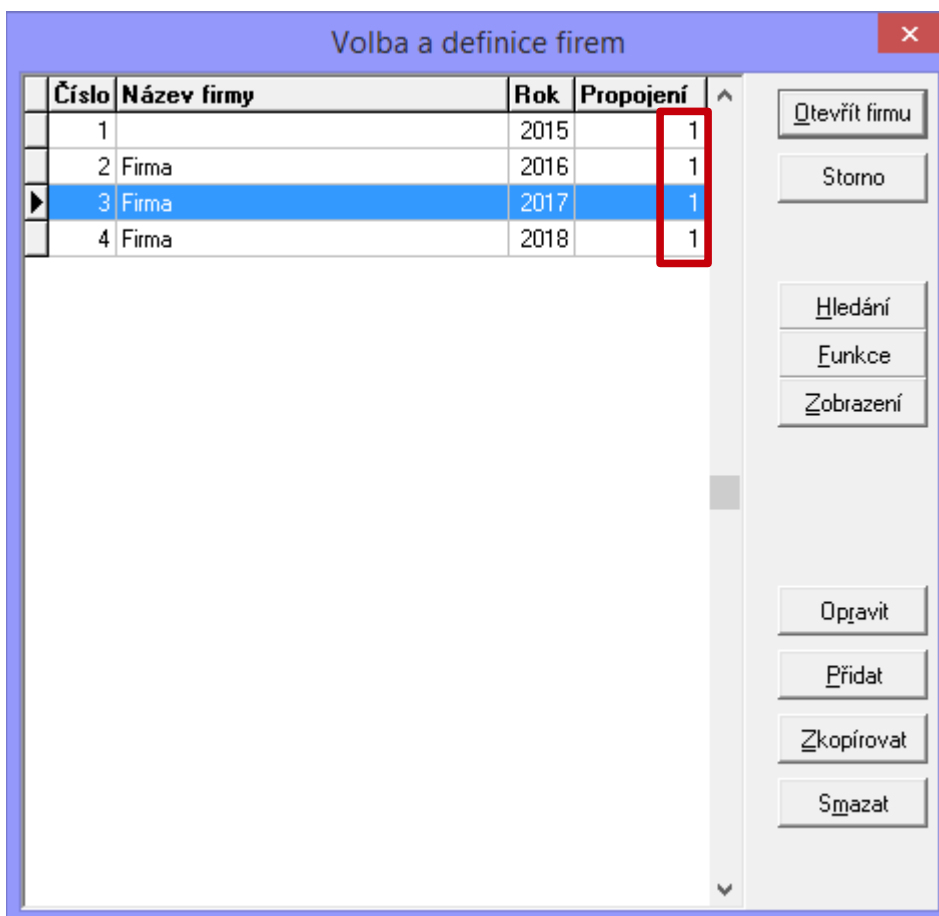 Volba a definice firem
Číslo Název firmy Rok Propojení
1 2015 1
2 Firma 2016 1
3 Firma 2017 1
4 Firma 2018 1
Otevřít firmu
Storno
Hledání
Funkce
Zobrazení
Opravit
Přidat
Zkopírovat
Smazat